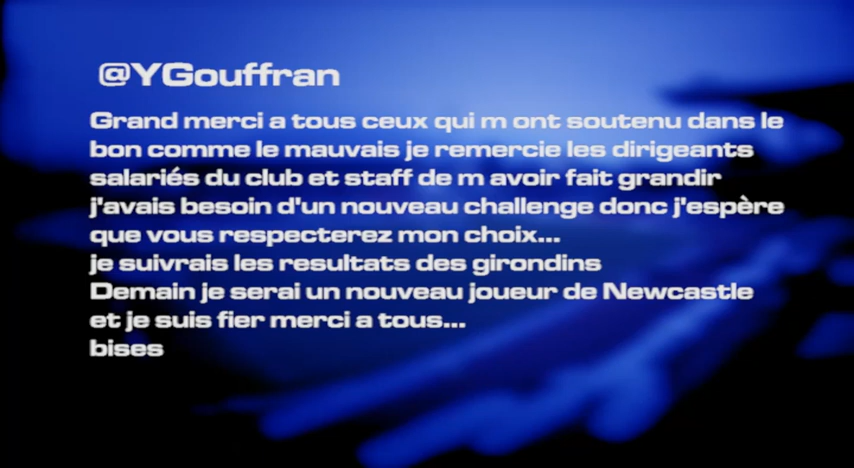 @YGouffran
Grand merci a tous ceux qui m ont soutenu dans le
bon comme le mauvais je remercie les dirigeants
salariés du club et staff de m avoir fait grandir
j'avais besoin d'un nouveau challenge donc j'espère
que vous respecterez mon choix...
je suivrais les resultats des girondins
Demain je serai un nouveau joueur de Newcastle
et je suis fier merci a tous...
bises